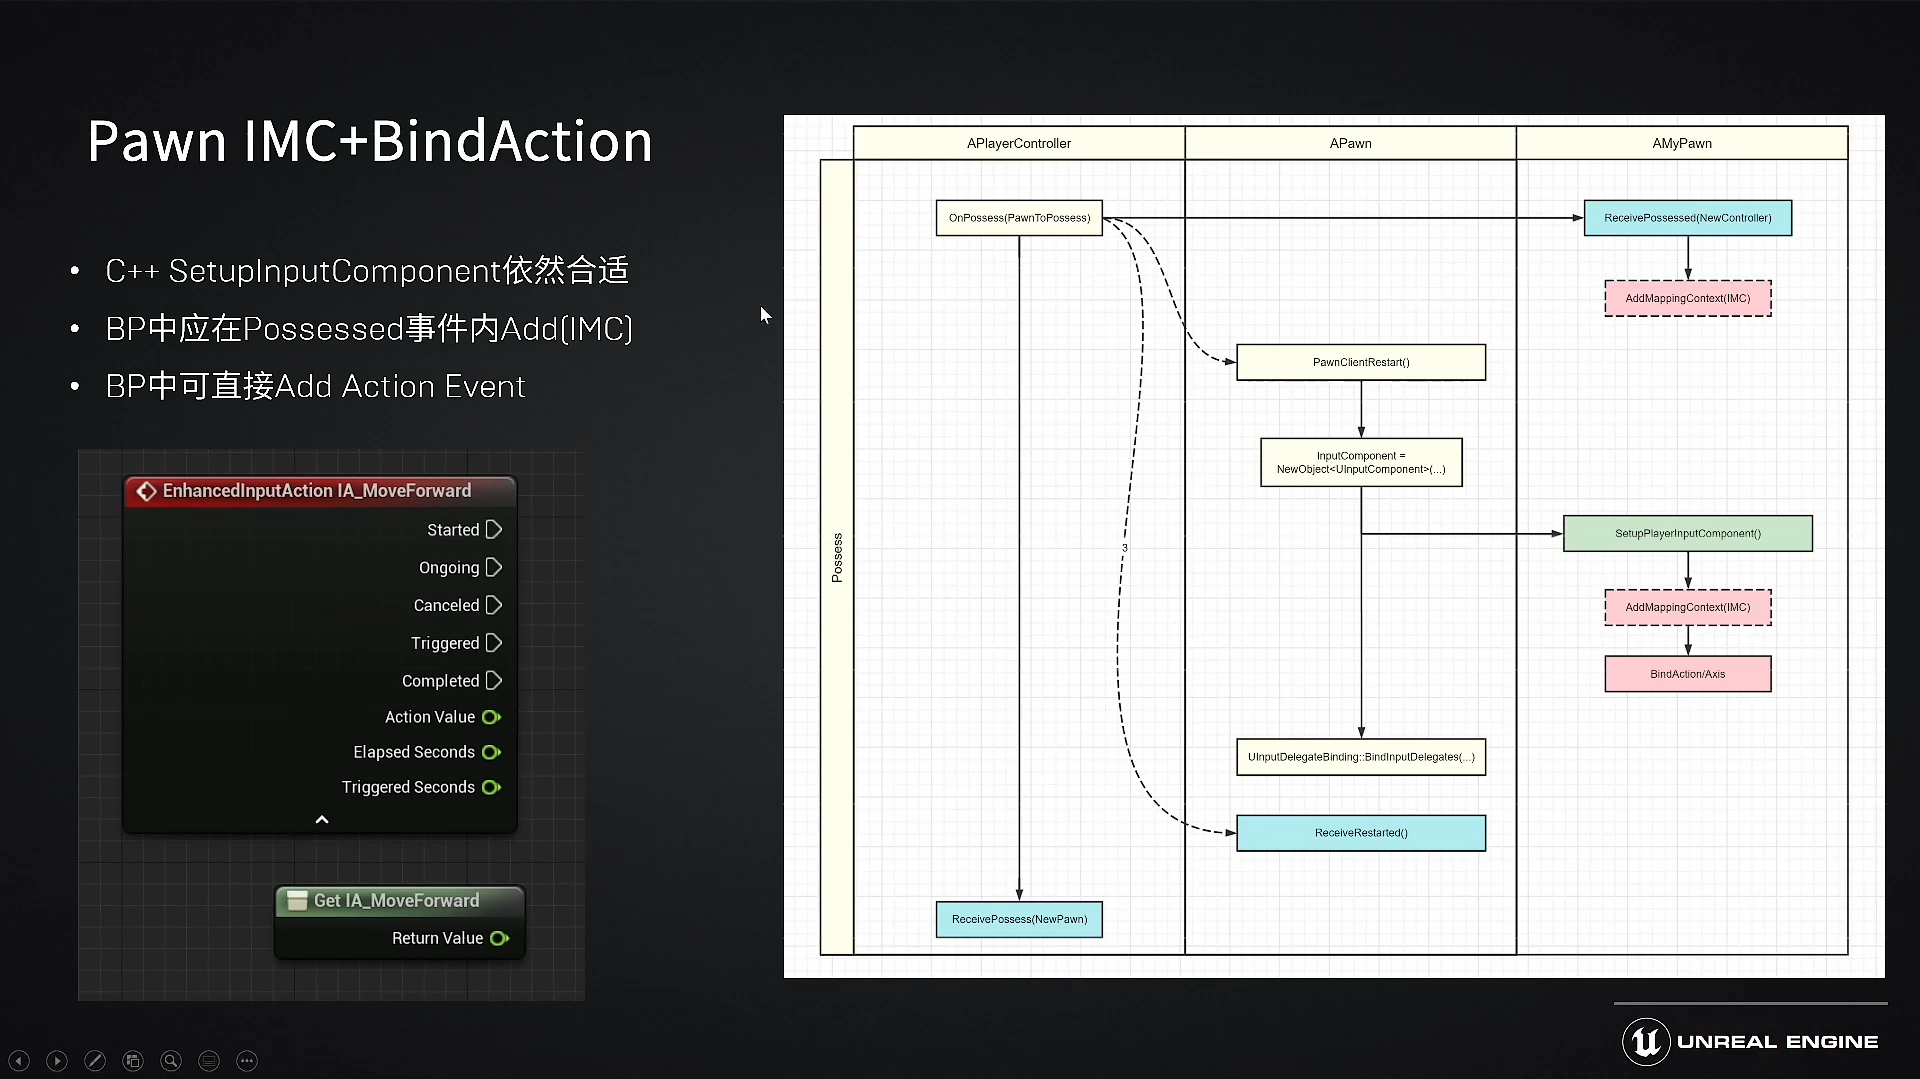 Pawn IMC+BindAction
• C++ SetupInputComponent依然合适
• BP中应在Possessed事件内Add(IMC)
• BP中可直接Add Action Event
EnhancedInputAction IA_MoveForward
Started
Ongoing
Canceled
Triggered
Completed
Action Value
Elapsed Seconds
Triggered Seconds
Get IA_MoveForward
Return Value
APlayerController
APawn
AMyPawn
Possess
OnPossess(PawnToPossess)
ReceivePossessed(NewController)
AddMappingContext(IMC)
PawnClientRestart()
InputComponent =
NewObject<UInputComponent>(...)
SetupPlayerInputComponent()
3
AddMappingContext(IMC)
BindAction/Axis
UInputDelegateBinding::BindInputDelegates(...)
ReceiveRestarted()
ReceivePossess(NewPawn)
UNREAL ENGINE